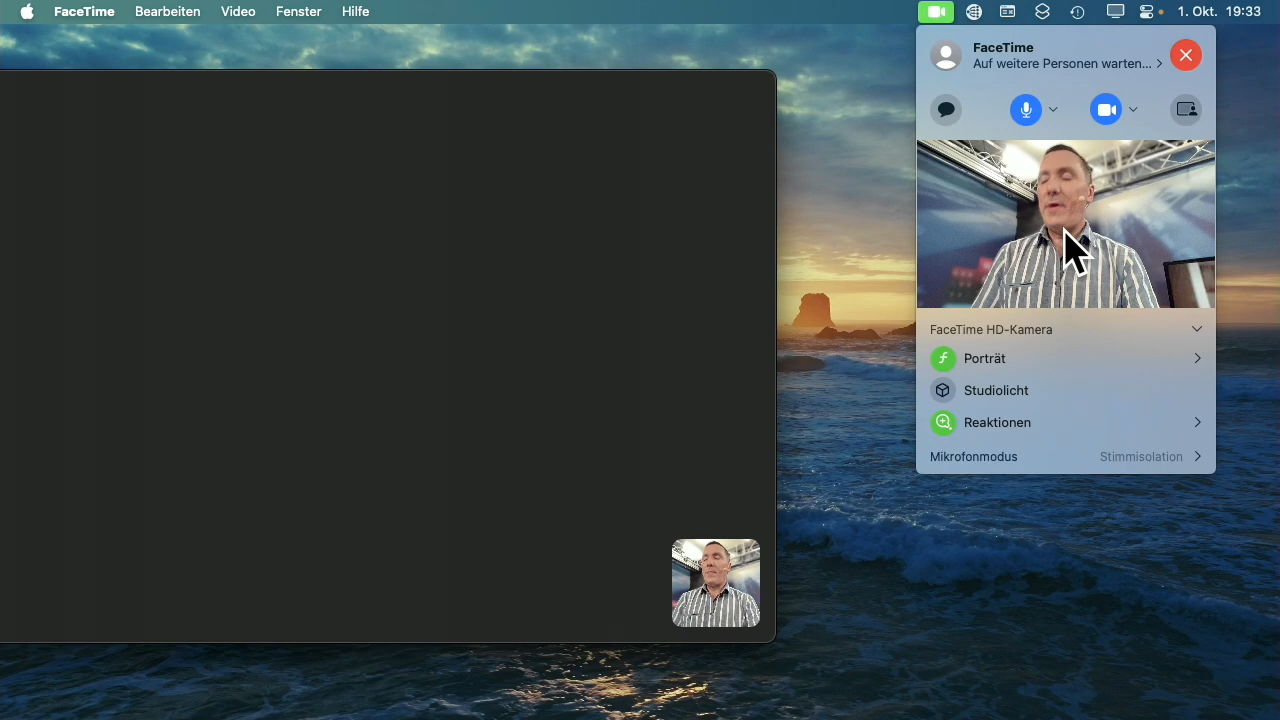 FaceTime Bearbeiten Video Fenster Hilfe 1. Okt. 19:33
FaceTime
Auf weitere Personen warten...
FaceTime HD-Kamera
Porträt
Studiolicht
Reaktionen
Mikrofonmodus Stimmisolation